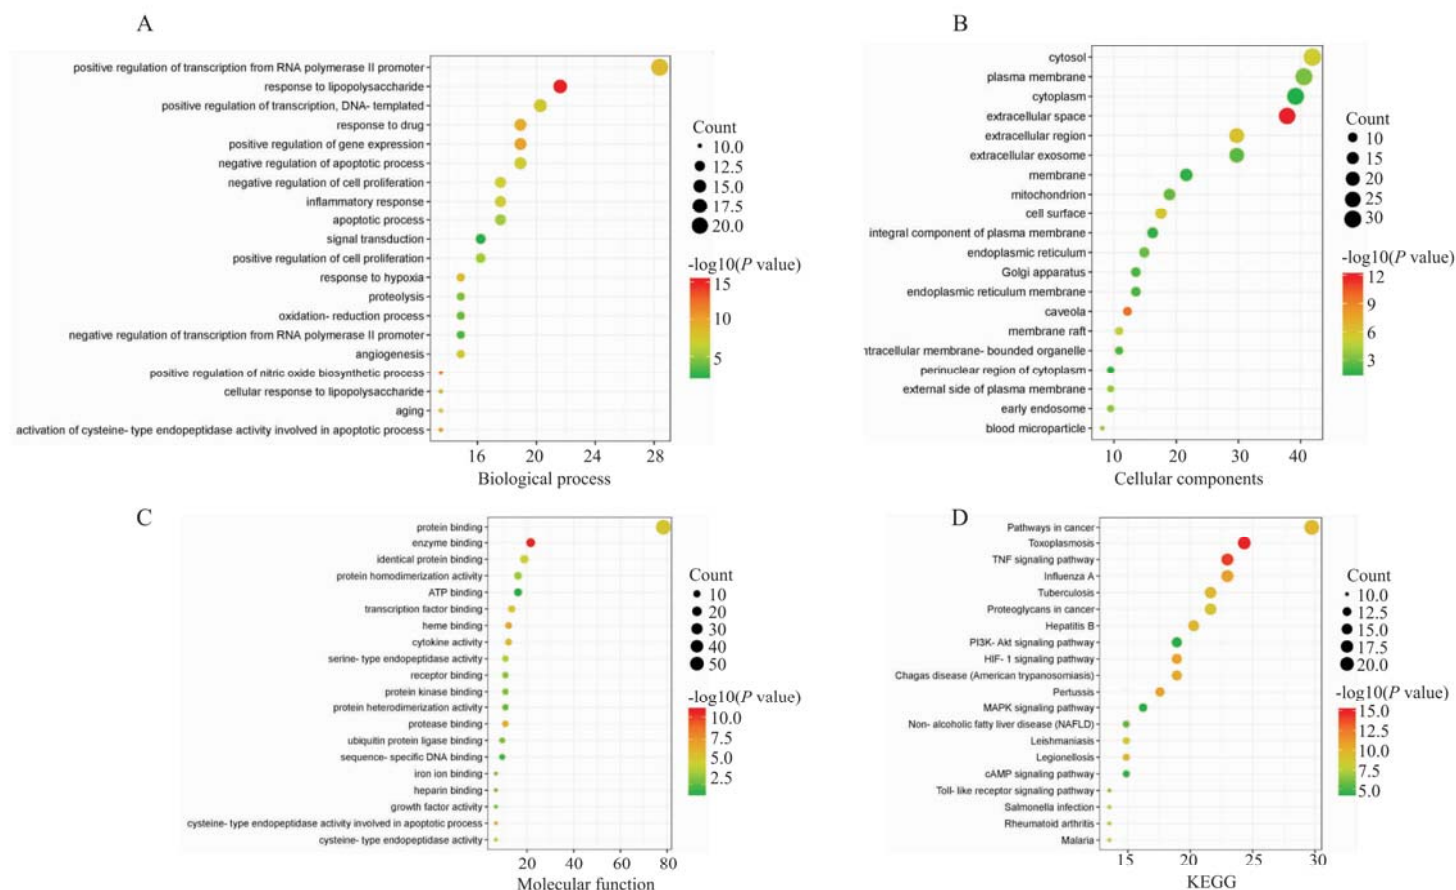 A
positive regulation of transcription from RNA polymerase II promoter
response to lipopolysaccharide
positive regulation of transcription, DNA- templated
response to drug
positive regulation of gene expression
negative regulation of apoptotic process
negative regulation of cell proliferation
inflammatory response
apoptotic process
signal transduction
positive regulation of cell proliferation
response to hypoxia
proteolysis
oxidation- reduction process
negative regulation of transcription from RNA polymerase II promoter
angiogenesis
positive regulation of nitric oxide biosynthetic process
cellular response to lipopolysaccharide
aging
activation of cysteine- type endopeptidase activity involved in apoptotic process
16 20 24 28
Biological process
Count
10.0
12.5
15.0
17.5
20.0
-log10(P value)
15
10
5
B
cytosol
plasma membrane
cytoplasm
extracellular space
extracellular region
extracellular exosome
membrane
mitochondrion
cell surface
integral component of plasma membrane
endoplasmic reticulum
Golgi apparatus
endoplasmic reticulum membrane
caveola
membrane raft
ntracellular membrane- bounded organelle
perinuclear region of cytoplasm
external side of plasma membrane
early endosome
blood microparticle
10 20 30 40
Cellular components
Count
10
15
20
25
30
-log10(P value)
12
9
6
3
C
protein binding
enzyme binding
identical protein binding
protein homodimerization activity
ATP binding
transcription factor binding
heme binding
cytokine activity
serine- type endopeptidase activity
receptor binding
protein kinase binding
protein heterodimerization activity
protease binding
ubiquitin protein ligase binding
sequence- specific DNA binding
iron ion binding
heparin binding
growth factor activity
cysteine- type endopeptidase activity involved in apoptotic process
cysteine- type endopeptidase activity
20 40 60 80
Molecular function
Count
10
20
30
40
50
-log10(P value)
10.0
7.5
5.0
2.5
D
Pathways in cancer
Toxoplasmosis
TNF signaling pathway
Influenza A
Tuberculosis
Proteoglycans in cancer
Hepatitis B
PI3K- Akt signaling pathway
HIF- 1 signaling pathway
Chagas disease (American trypanosomiasis)
Pertussis
MAPK signaling pathway
Non- alcoholic fatty liver disease (NAFLD)
Leishmaniasis
Legionellosis
cAMP signaling pathway
Toll- like receptor signaling pathway
Salmonella infection
Rheumatoid arthritis
Malaria
15 20 25 30
KEGG
Count
10.0
12.5
15.0
17.5
20.0
-log10(P value)
15.0
10.0
7.5
5.0